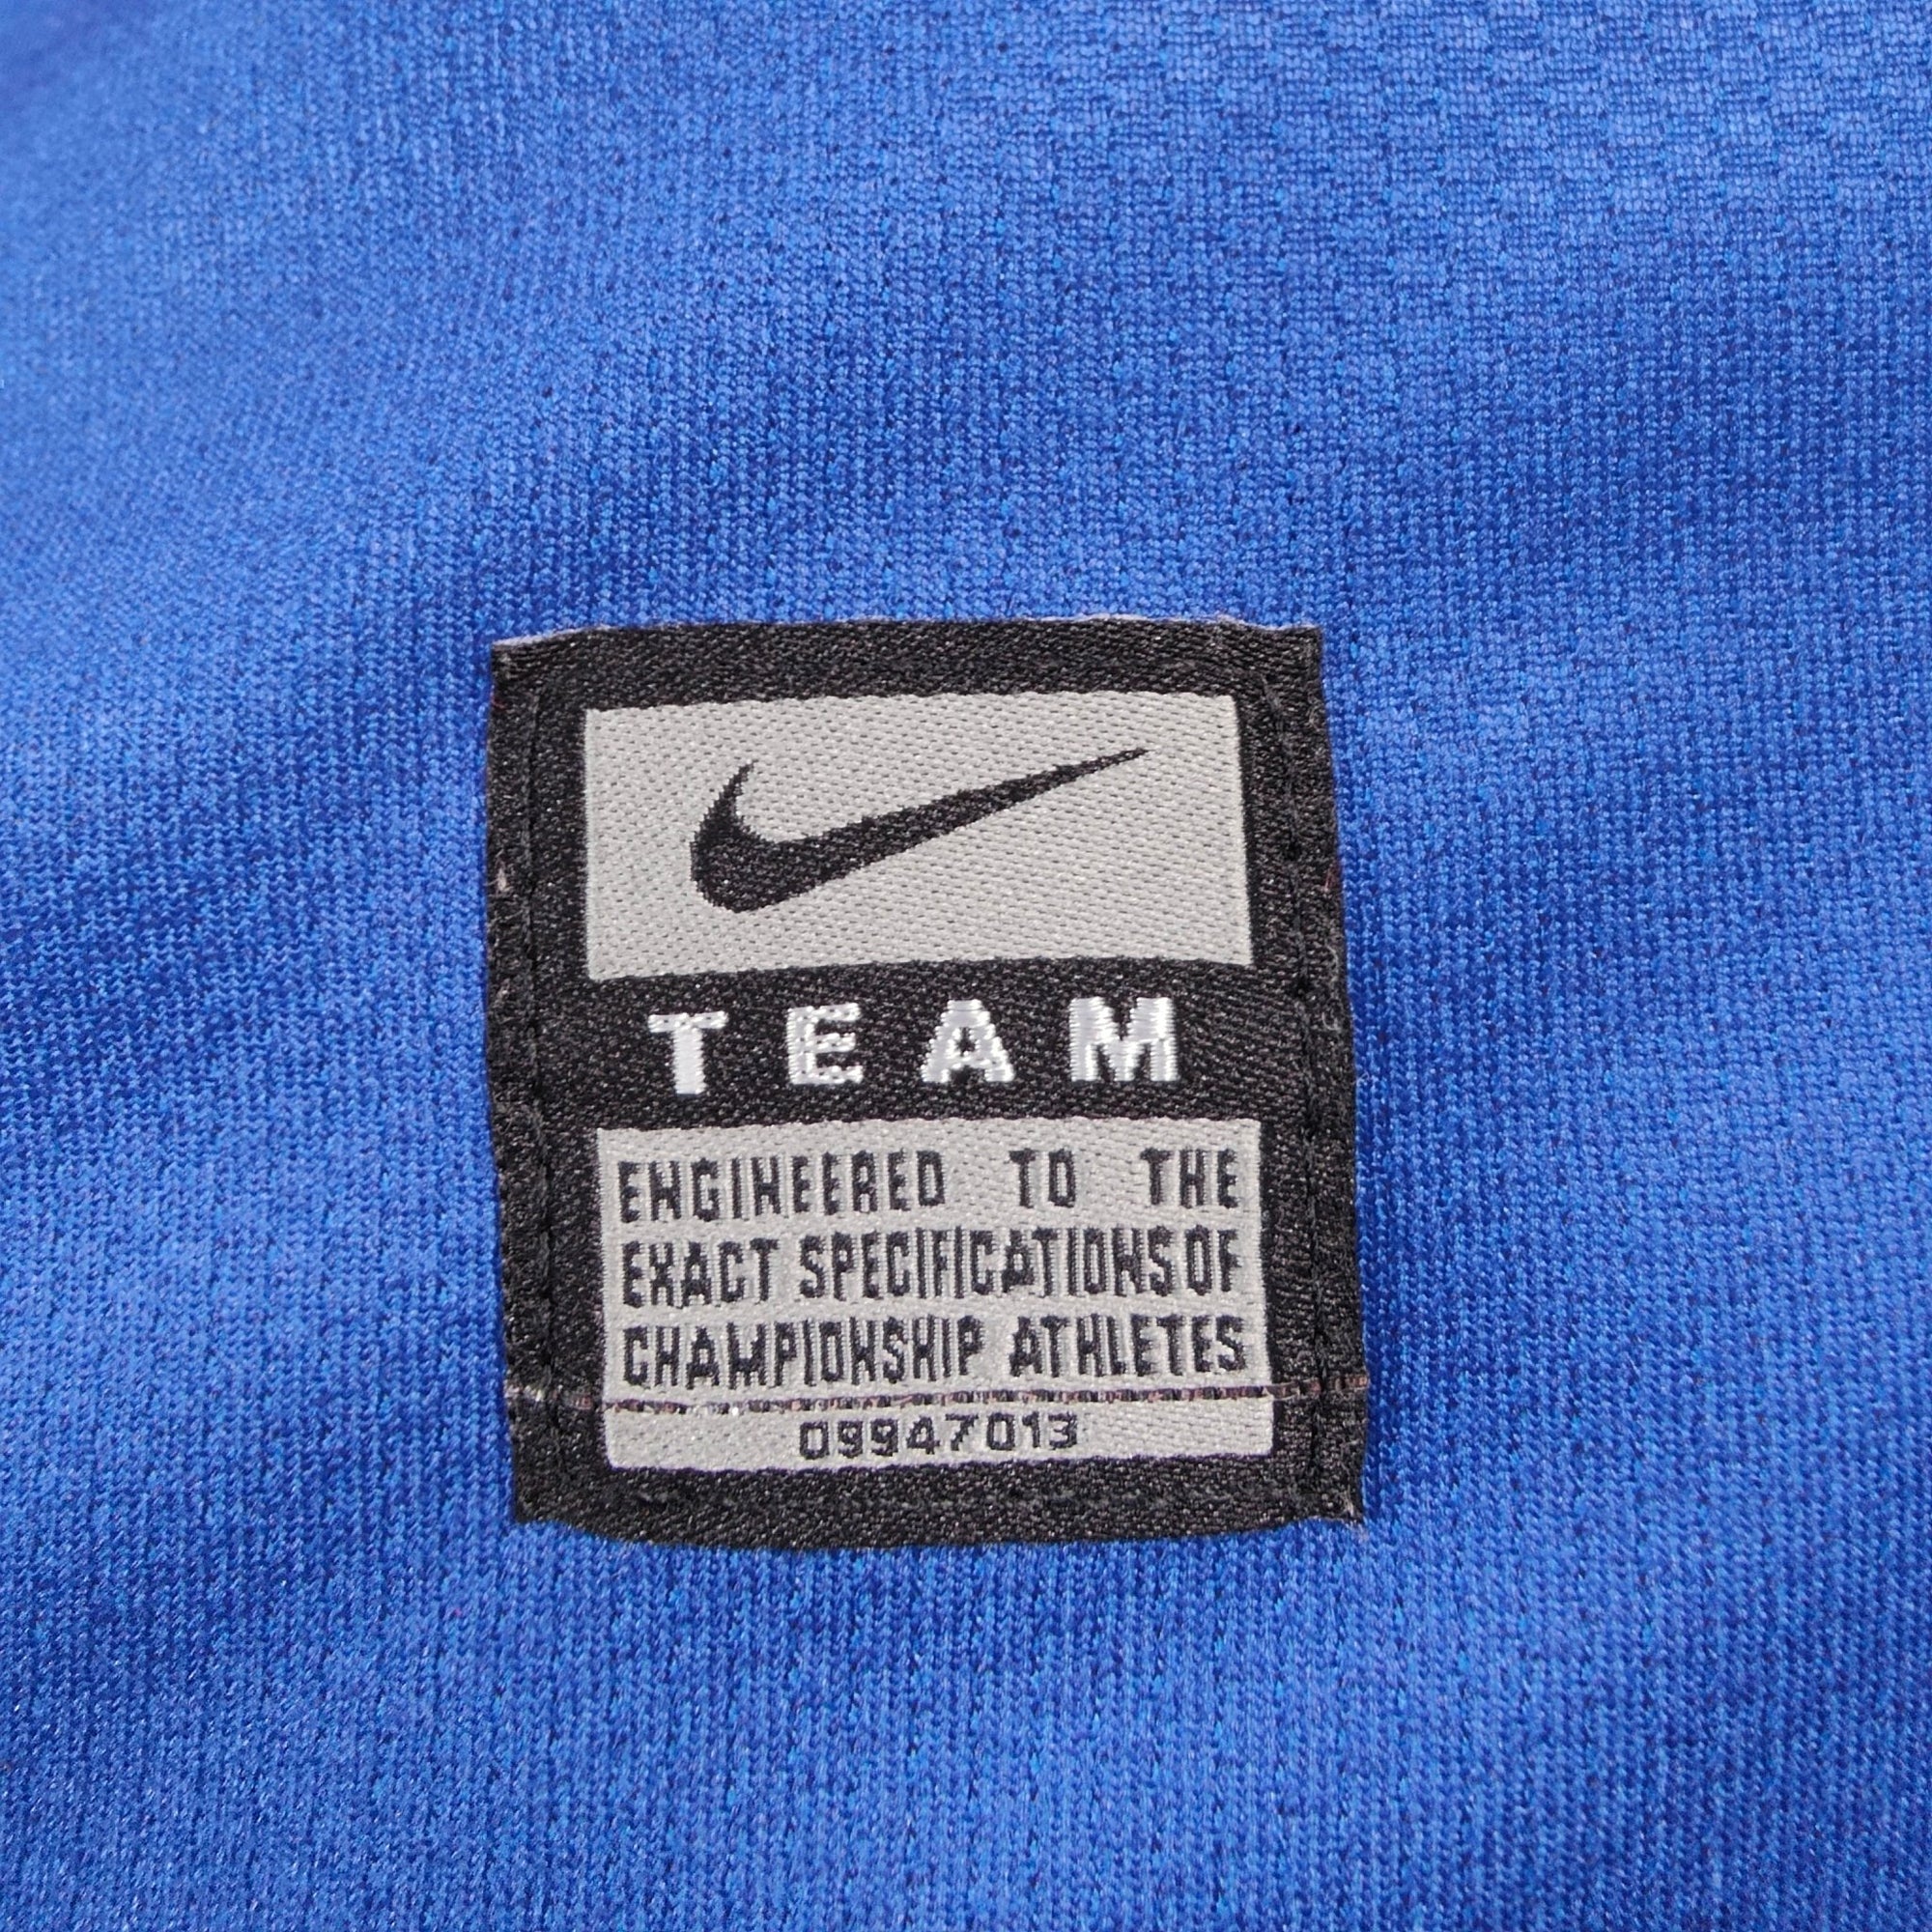 TEAM
ENGINEERED TO THE
EXACT SPECIFICATIONS OF
CHAMPIONSHIP ATHLETES
09947013